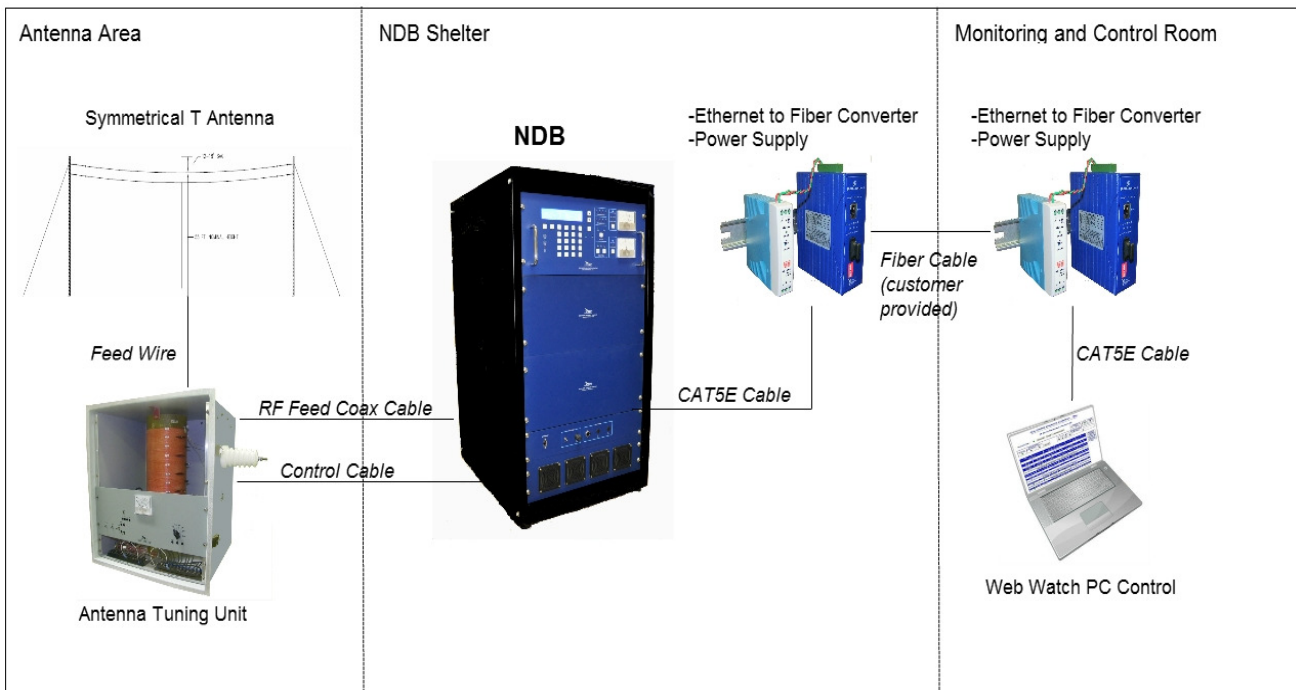 Antenna Area
NDB Shelter
Monitoring and Control Room
Symmetrical T Antenna
NDB
-Ethernet to Fiber Converter
-Power Supply
-Ethernet to Fiber Converter
-Power Supply
Fiber Cable
(customer
provided)
Feed Wire
RF Feed Coax Cable
CAT5E Cable
CAT5E Cable
Control Cable
Antenna Tuning Unit
Web Watch PC Control